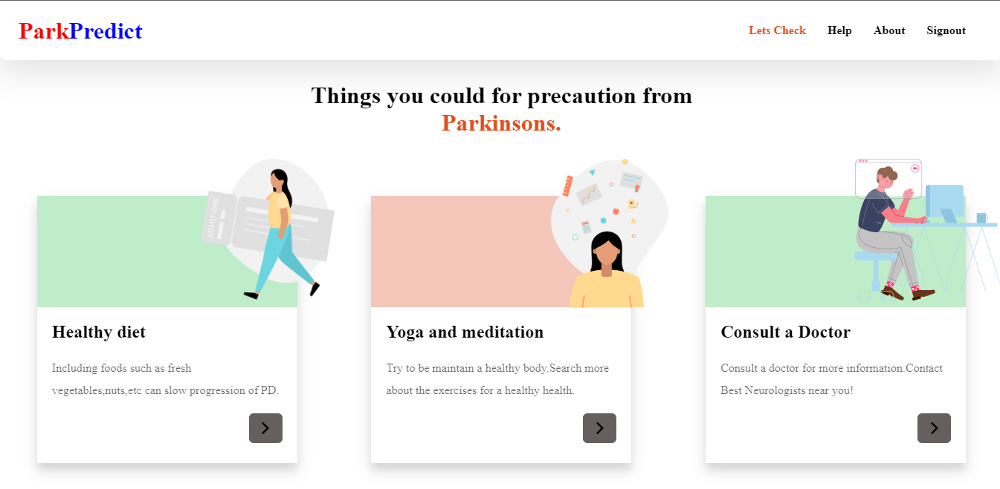 ParkPredict
Lets Check Help About Signout
Things you could for precaution from
Parkinsons.
ADMIT ONE
Healthy diet
Including foods such as fresh
vegetables,nuts,etc can slow progression of PD.
Yoga and meditation
Try to be maintain a healthy body.Search more
about the exercises for a healthy health.
Consult a Doctor
Consult a doctor for more information.Contact
Best Neurologists near you!